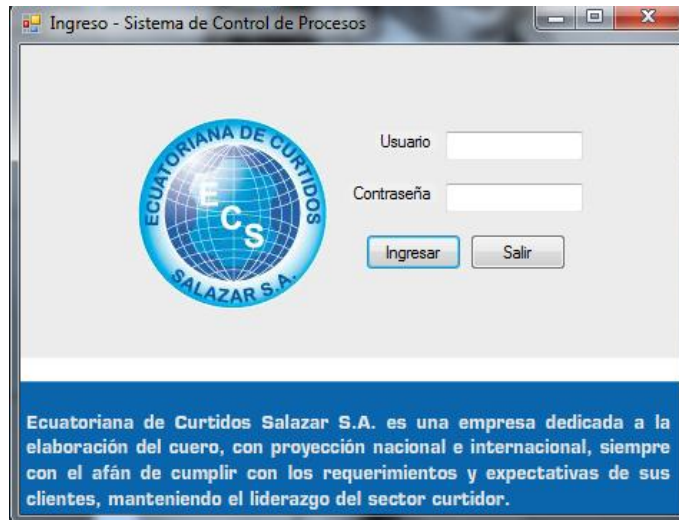 Ingreso - Sistema de Control de Procesos
ECUATORIANA DE CURTIDOS
SALAZAR S.A.
ECS
Usuario
Contraseña
Ingresar Salir
Ecuatoriana de Curtidos Salazar S.A. es una empresa dedicada a la
elaboración del cuero, con proyección nacional e internacional, siempre
con el afán de cumplir con los requerimientos y expectativas de sus
clientes, manteniendo el liderazgo del sector curtidor.